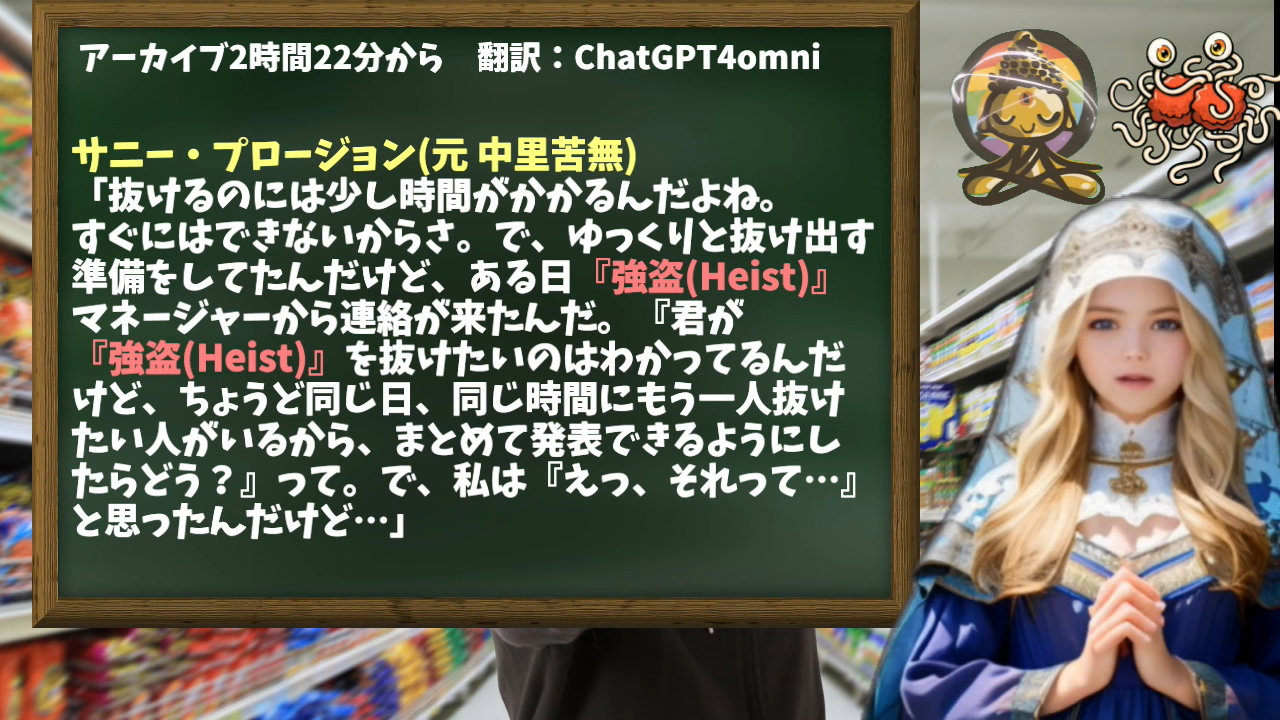 アーカイブ2時間22分から　翻訳：ChatGPT4omni
サニー・プロージョン(元 中里苦無)
「抜けるのには少し時間がかかるんだよね。
すぐにはできないからさ。で、ゆっくりと抜け出す
準備をしてたんだけど、ある日『強盗(Heist)』
マネージャーから連絡が来たんだ。『君が
『強盗(Heist)』を抜けたいのはわかってるんだ
けど、ちょうど同じ日、同じ時間にもう一人抜け
たい人がいるから、まとめて発表できるようにし
たらどう？』って。で、私は『えっ、それって…』
と思ったんだけど…」